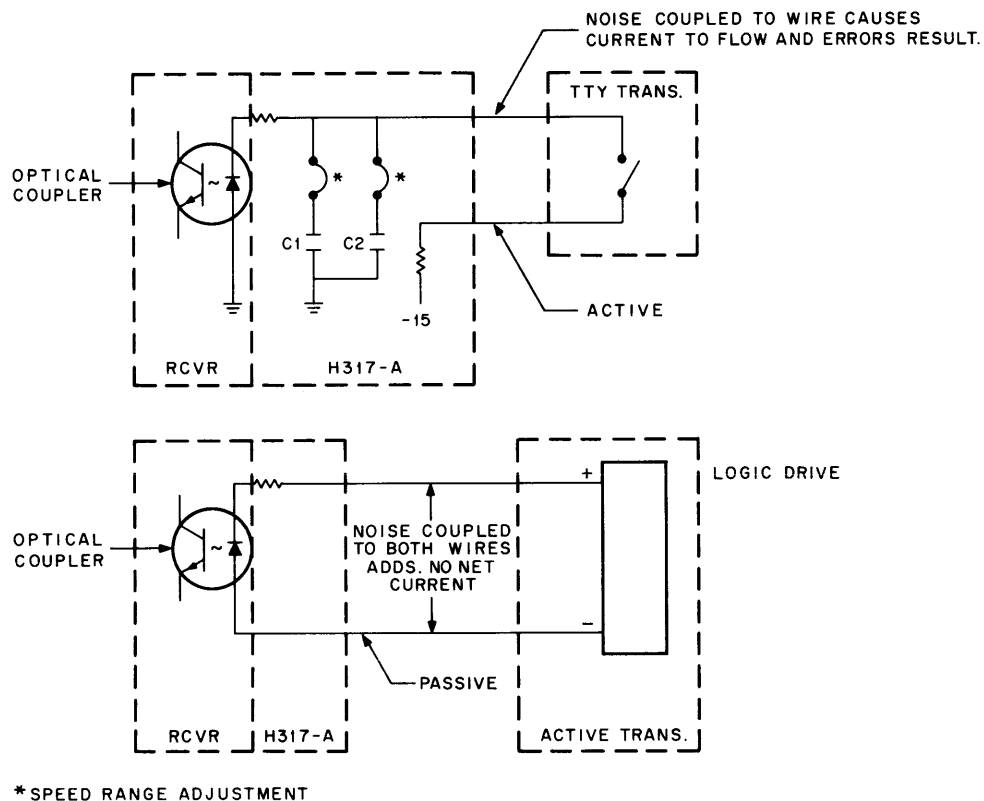 NOISE COUPLED TO WIRE CAUSES
CURRENT TO FLOW AND ERRORS RESULT.
TTY TRANS.
OPTICAL
COUPLER
~
*
*
C1
C2
-15
ACTIVE
RCVR
H317-A
+
LOGIC DRIVE
OPTICAL
COUPLER
~
NOISE COUPLED
TO BOTH WIRES
ADDS. NO NET
CURRENT
-
PASSIVE
RCVR
H317-A
ACTIVE TRANS.
*SPEED RANGE ADJUSTMENT